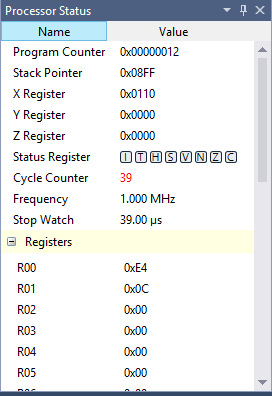 Processor Status
Name Value
Program Counter 0x00000012
Stack Pointer 0x08FF
X Register 0x0110
Y Register 0x0000
Z Register 0x0000
Status Register I T H S V N Z C
Cycle Counter 39
Frequency 1.000 MHz
Stop Watch 39.00 µs
Registers
R00 0xE4
R01 0x0C
R02 0x00
R03 0x00
R04 0x00
R05 0x00